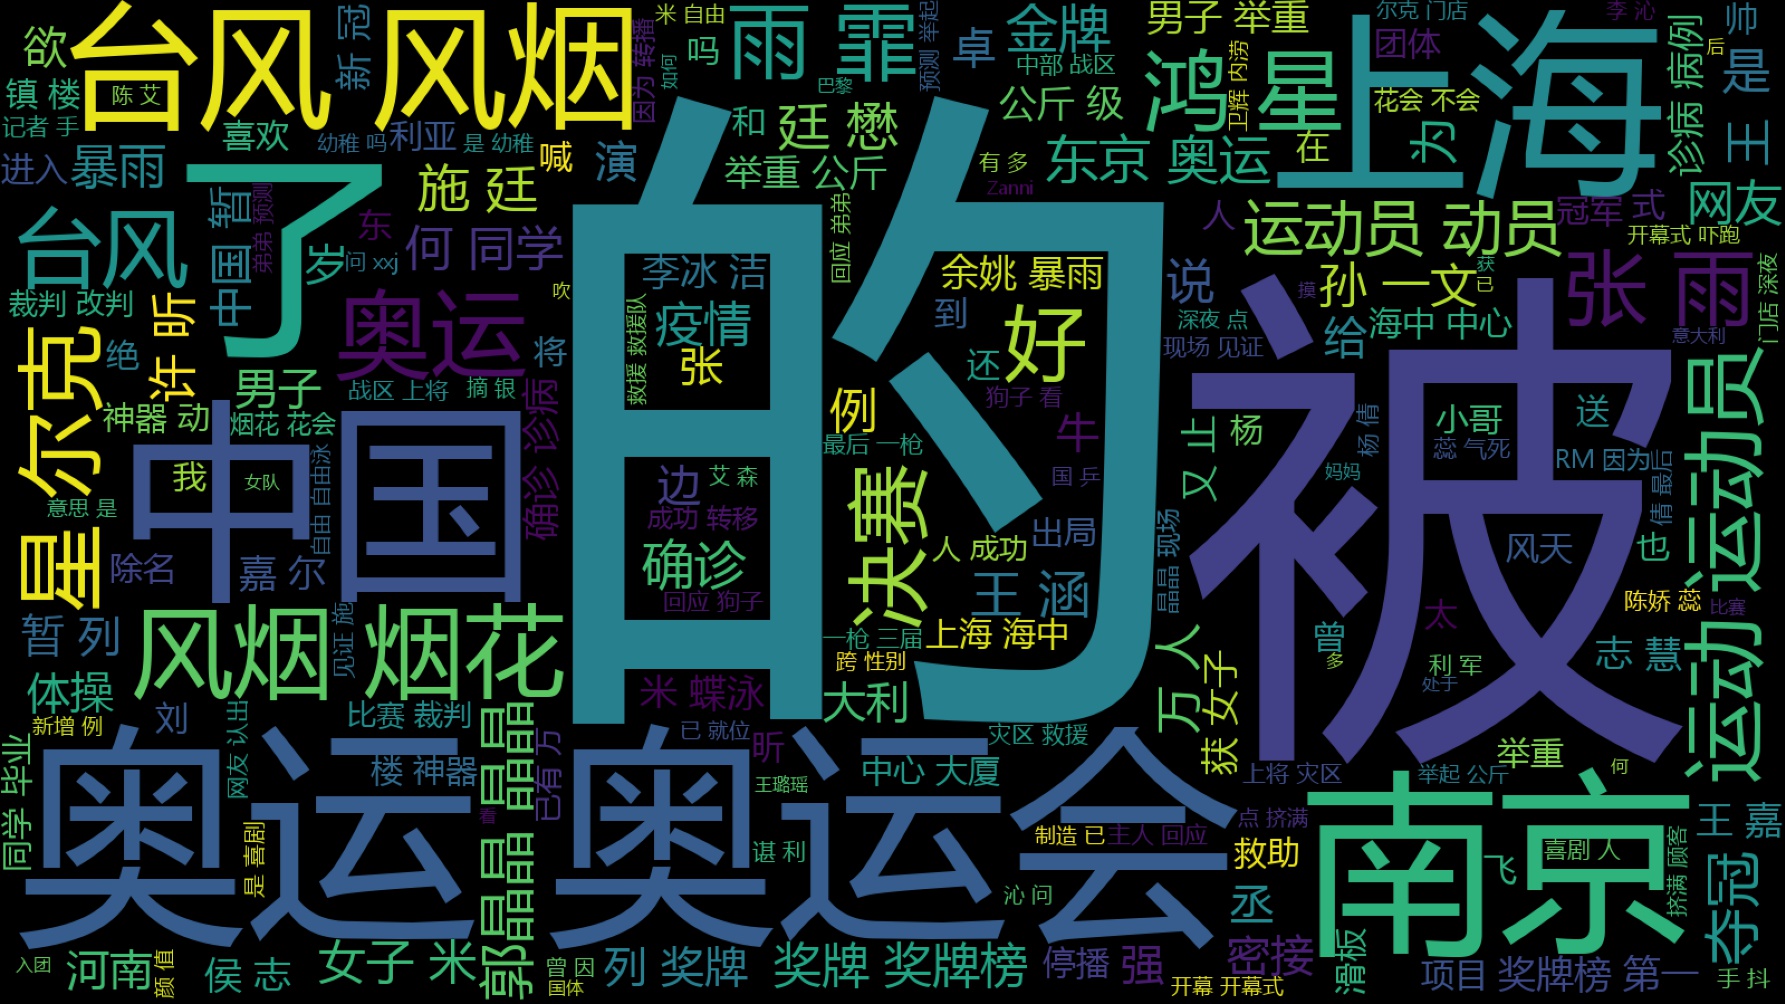 欲
台风 风烟
新 冠
米 自由
因为 转播
如何
吗
雨 霏
预测 举起
巴黎
卓
金牌
中部 战区
男子 举重
尔克 门店
团体
李 沁
诊病 病例
后
帅
是
镇 楼
陈 艾
记者 手
喜欢
幼稚 吗
利亚
是 幼稚
喊
演
和
廷 懋
公斤 级
鸿 星
卫辉 内涝
上海
花会 不会
为
王
进入
暴雨
了
施 廷
举重 公斤
有 多
Zanni
东京 奥运
在
网友
台风
中国 暂
弟弟 预测
岁
东
何 同学
问 xxj
回应 弟弟
人
运动员 动员
冠军 式
开幕式 吓跑
裁判 改判
许 昕
奥运
吹
的
李冰 洁
疫情
救援 救援队
张
余姚 暴雨
到
好
还
说
孙 一文
获
已
摸
深夜 点
现场 见证
给
海中 中心
张 雨
意大利
门店 深夜
星 尔克
绝
男子
将
战区 上将
摘 银
神器 动
烟花 花会
例
狗子 看
被
小哥
送
中国
我
女队
意思 是
自由 自由泳
确诊 诊病
最后 一枪
牛
边
艾 森
国 乒
又 止
杨
杨 倩
蕊 气死
妈妈
RM 因为
倩 最后
运动 运动员
成功 转移
决赛
出局
人 成功
除名
嘉 尔
确诊
回应 狗子
王 涵
晶晶 现场
风天
也
暂 列
风烟 烟花
见证 施
一枪 三届
上海 海中
跨 性别
万 人
曾
多
太
利 军
处于
陈娇 蕊
比赛
志 慧
体操
新增 例
刘
比赛 裁判
米 蝶泳
大利
获 女子
已 就位
灾区 救援
网友 认出
郭晶晶 晶晶
已有 万
昕
举重
何
同学 毕业
奥运 奥运会
楼 神器
中心 大厦
王璐瑶
上将 灾区
举起 公斤
南京
看
是 喜剧
谌 利
制造 已
主人 回应
点 挤满
救助
飞
喜剧 人
挤满 顾客
王 嘉
沁 问
丞
夺冠
入团
河南
颜 值
侯 志
女子 米
曾 因
国体
列 奖牌
奖牌 奖牌榜
停播
强
密接
开幕 开幕式
滑板
项目 奖牌榜 第一
手 抖